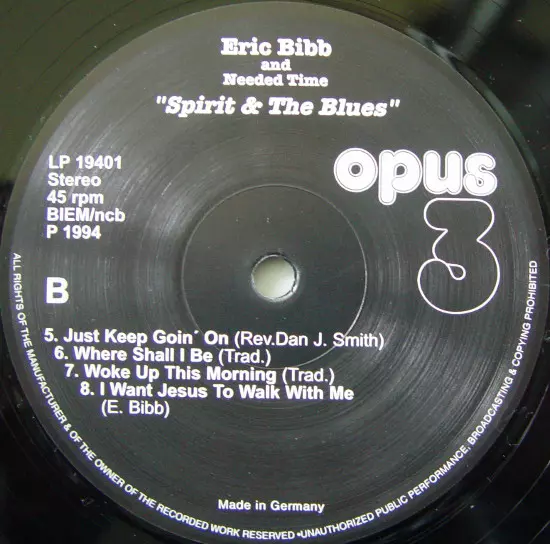 Eric Bibb
and
Needed Time
"Spirit & The Blues"
LP 19401
Stereo
45 rpm
BIEM/ncb
P 1994
opus
3
B
5. Just Keep Goin´ On (Rev.Dan J. Smith)
6. Where Shall I Be (Trad.)
7. Woke Up This Morning (Trad.)
8. I Want Jesus To Walk With Me
(E. Bibb)
Made in Germany
ALL RIGHTS OF THE MANUFACTURER & OF THE OWNER OF THE RECORDED WORK RESERVED •UNAUTHORIZED PUBLIC PERFORMANCE, BROADCASTING & COPYING PROHIBITED